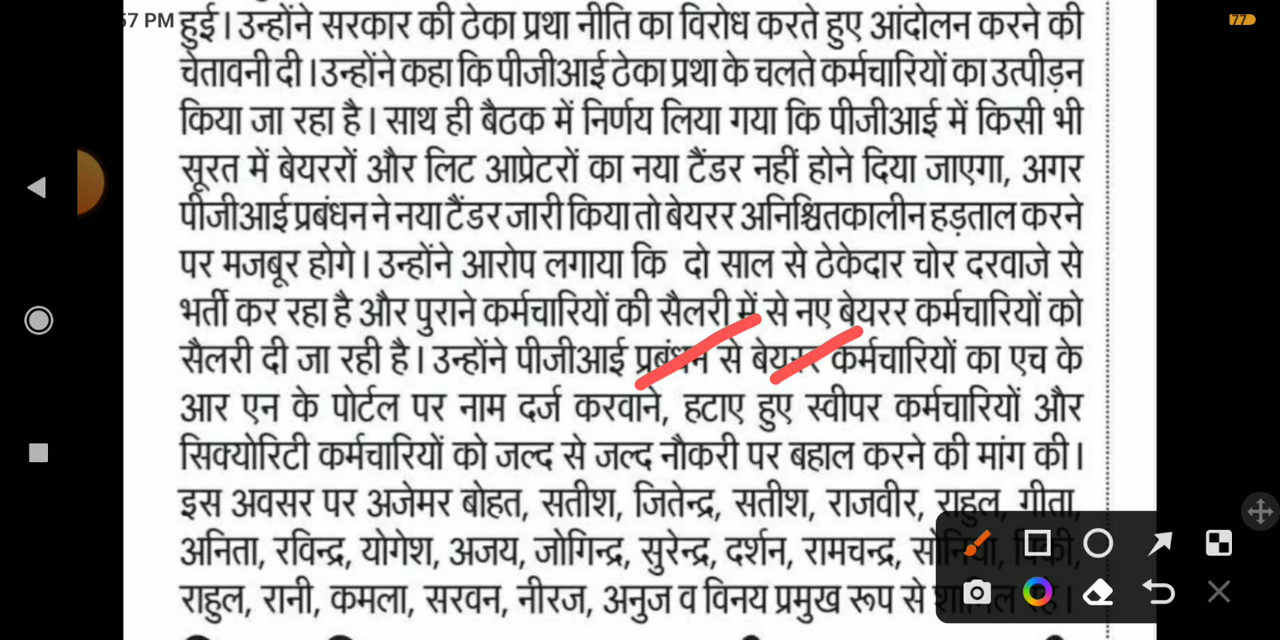 57 PM
77
हुई। उन्होंने सरकार की ठेका प्रथा नीति का विरोध करते हुए आंदोलन करने की
चेतावनी दी। उन्होंने कहा कि पीजीआई ठेका प्रथा के चलते कर्मचारियों का उत्पीड़न
किया जा रहा है। साथ ही बैठक में निर्णय लिया गया कि पीजीआई में किसी भी
सूरत में बेयररों और लिट आप्रेटरों का नया टैंडर नहीं होने दिया जाएगा, अगर
पीजीआई प्रबंधन ने नया टैंडर जारी किया तो बेयरर अनिश्चितकालीन हड़ताल करने
पर मजबूर होगे। उन्होंने आरोप लगाया कि दो साल से ठेकेदार चोर दरवाजे से
भर्ती कर रहा है और पुराने कर्मचारियों की सैलरी में से नए बेयरर कर्मचारियों को
सैलरी दी जा रही है। उन्होंने पीजीआई प्रबंधन से बेयरर कर्मचारियों का एच के
आर एन के पोर्टल पर नाम दर्ज करवाने, हटाए हुए स्वीपर कर्मचारियों और
सिक्योरिटी कर्मचारियों को जल्द से जल्द नौकरी पर बहाल करने की मांग की।
इस अवसर पर अजेमर बोहत, सतीश, जितेन्द्र, सतीश, राजवीर, राहुल, गीता,
अनिता, रविन्द्र, योगेश, अजय, जोगिन्द्र, सुरेन्द्र, दर्शन, रामचन्द्र, सोनिया, पिंकी,
राहुल, रानी, कमला, सरवन, नीरज, अनुज व विनय प्रमुख रूप से शामिल रहे।